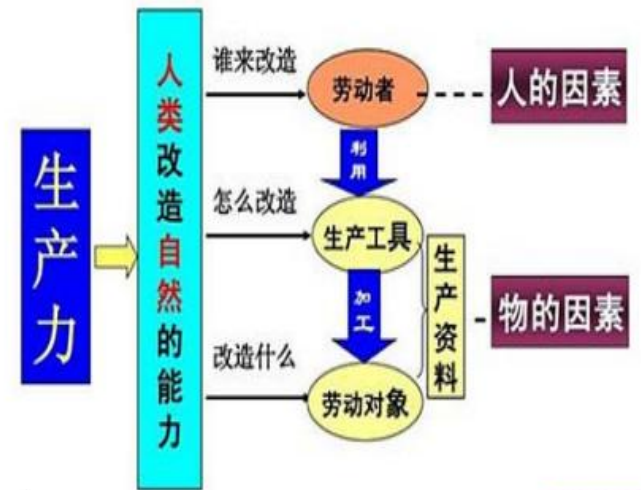 生产力
人类改造自然的能力
谁来改造
劳动者
人的因素
利用
怎么改造
生产工具
加工
生产资料
物的因素
改造什么
劳动对象